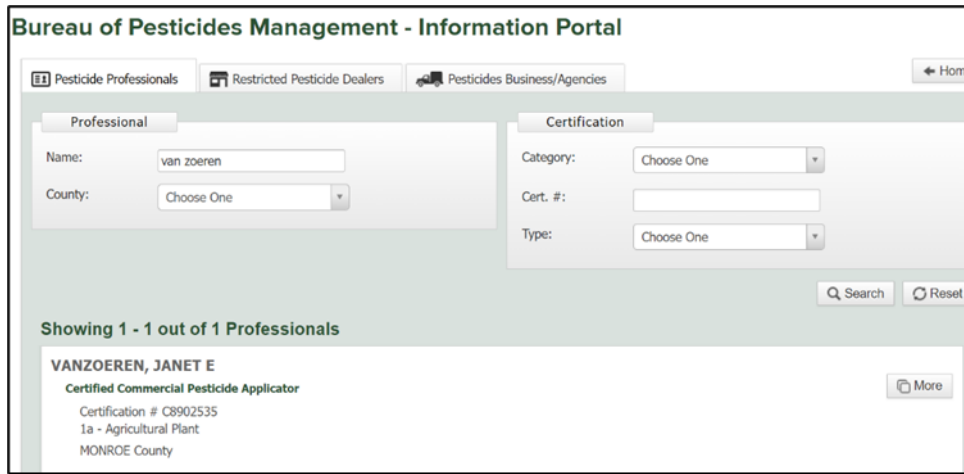 Bureau of Pesticides Management - Information Portal
Pesticide Professionals
Restricted Pesticide Dealers
Pesticides Business/Agencies
Hom
Professional
Name:
van zoeren
County:
Choose One
Certification
Category:
Choose One
Cert. #:
Type:
Choose One
Search
Reset
Showing 1 - 1 out of 1 Professionals
VANZOEREN, JANET E
Certified Commercial Pesticide Applicator
More
Certification # C8902535
1a - Agricultural Plant
MONROE County